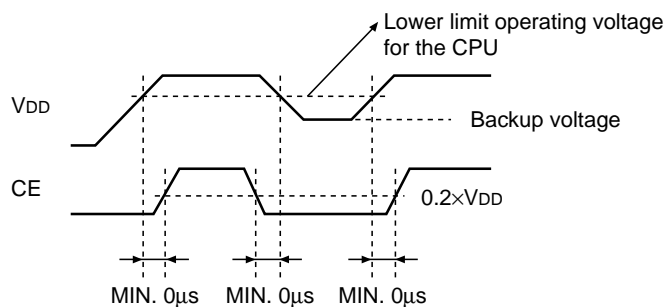 Lower limit operating voltage
for the CPU
VDD
Backup voltage
CE
0.2×VDD
MIN. 0µs MIN. 0µs MIN. 0µs